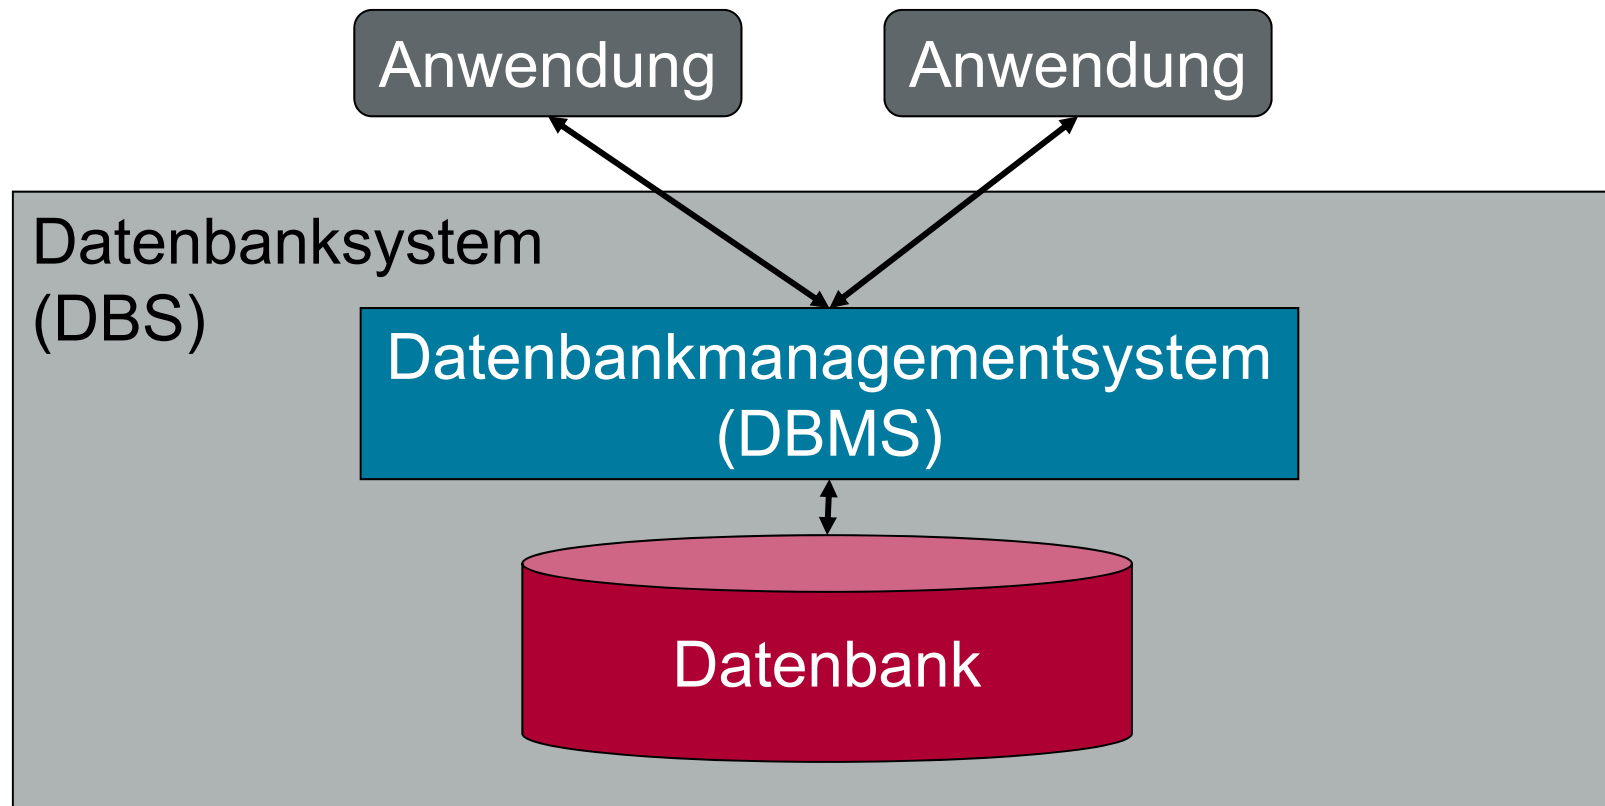 Anwendung
Anwendung
Datenbanksystem
(DBS)
Datenbankmanagementsystem
(DBMS)
Datenbank